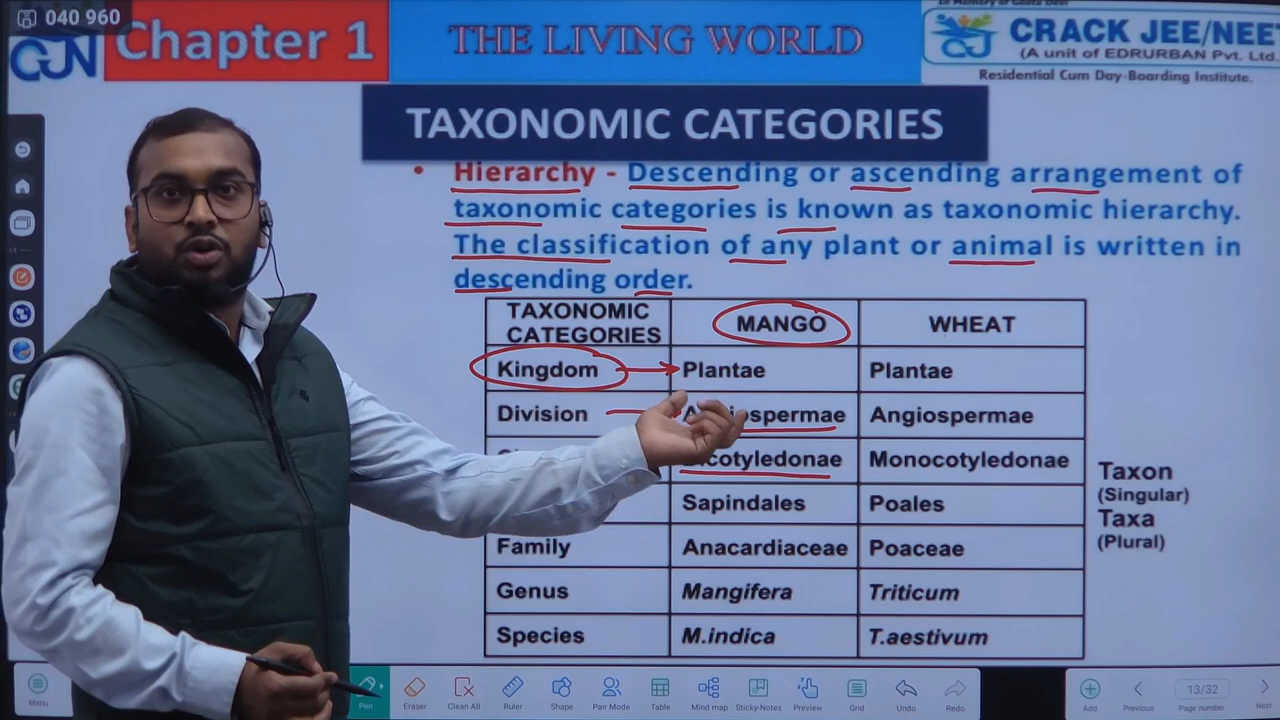 040 960
Chapter 1
THE LIVING WORLD
CRACK JEE/NEE
(A unit of EDRURBAN Pvt. Ltd.
Residential Cum Day-Boarding Institute.
TAXONOMIC CATEGORIES
• Hierarchy - Descending or ascending arrangement of
taxonomic categories is known as taxonomic hierarchy.
The classification of any plant or animal is written in
descending order.
TAXONOMIC CATEGORIES MANGO WHEAT
Kingdom Plantae Plantae
Division spermae Angiospermae
cotyledonae Monocotyledonae
Sapindales Poales
Family Anacardiaceae Poaceae
Genus Mangifera Triticum
Species M.indica T.aestivum
Taxon
(Singular)
Taxa
(Plural)
Menu
Pen
Eraser
Clean All
Ruler
Shape
Pair Mode
Table
Mind map
Sticky-Notes
Preview
Grid
Undo
Redo
Add
Previous
13/32
Page number
Next